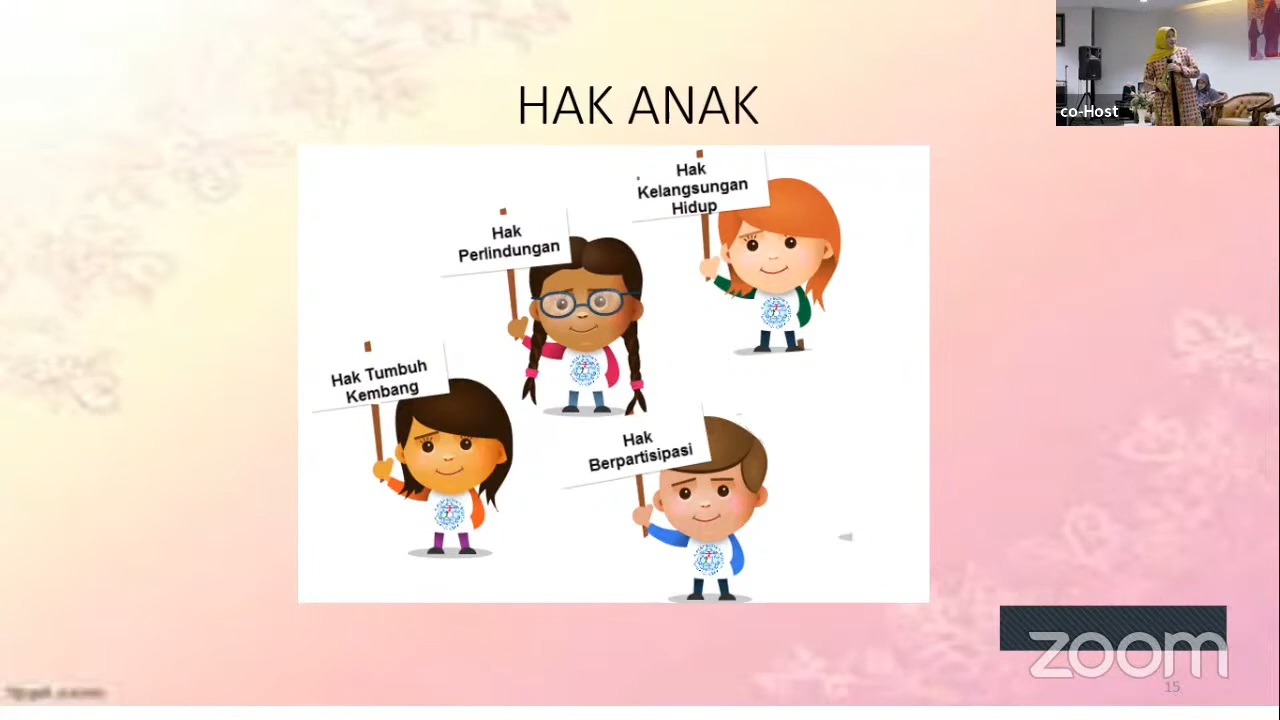 co-Host
HAK ANAK
Hak
Kelangsungan
Hidup
Hak
Perlindungan
Hak Tumbuh
Kembang
Hak
Berpartisipasi
zoom
15